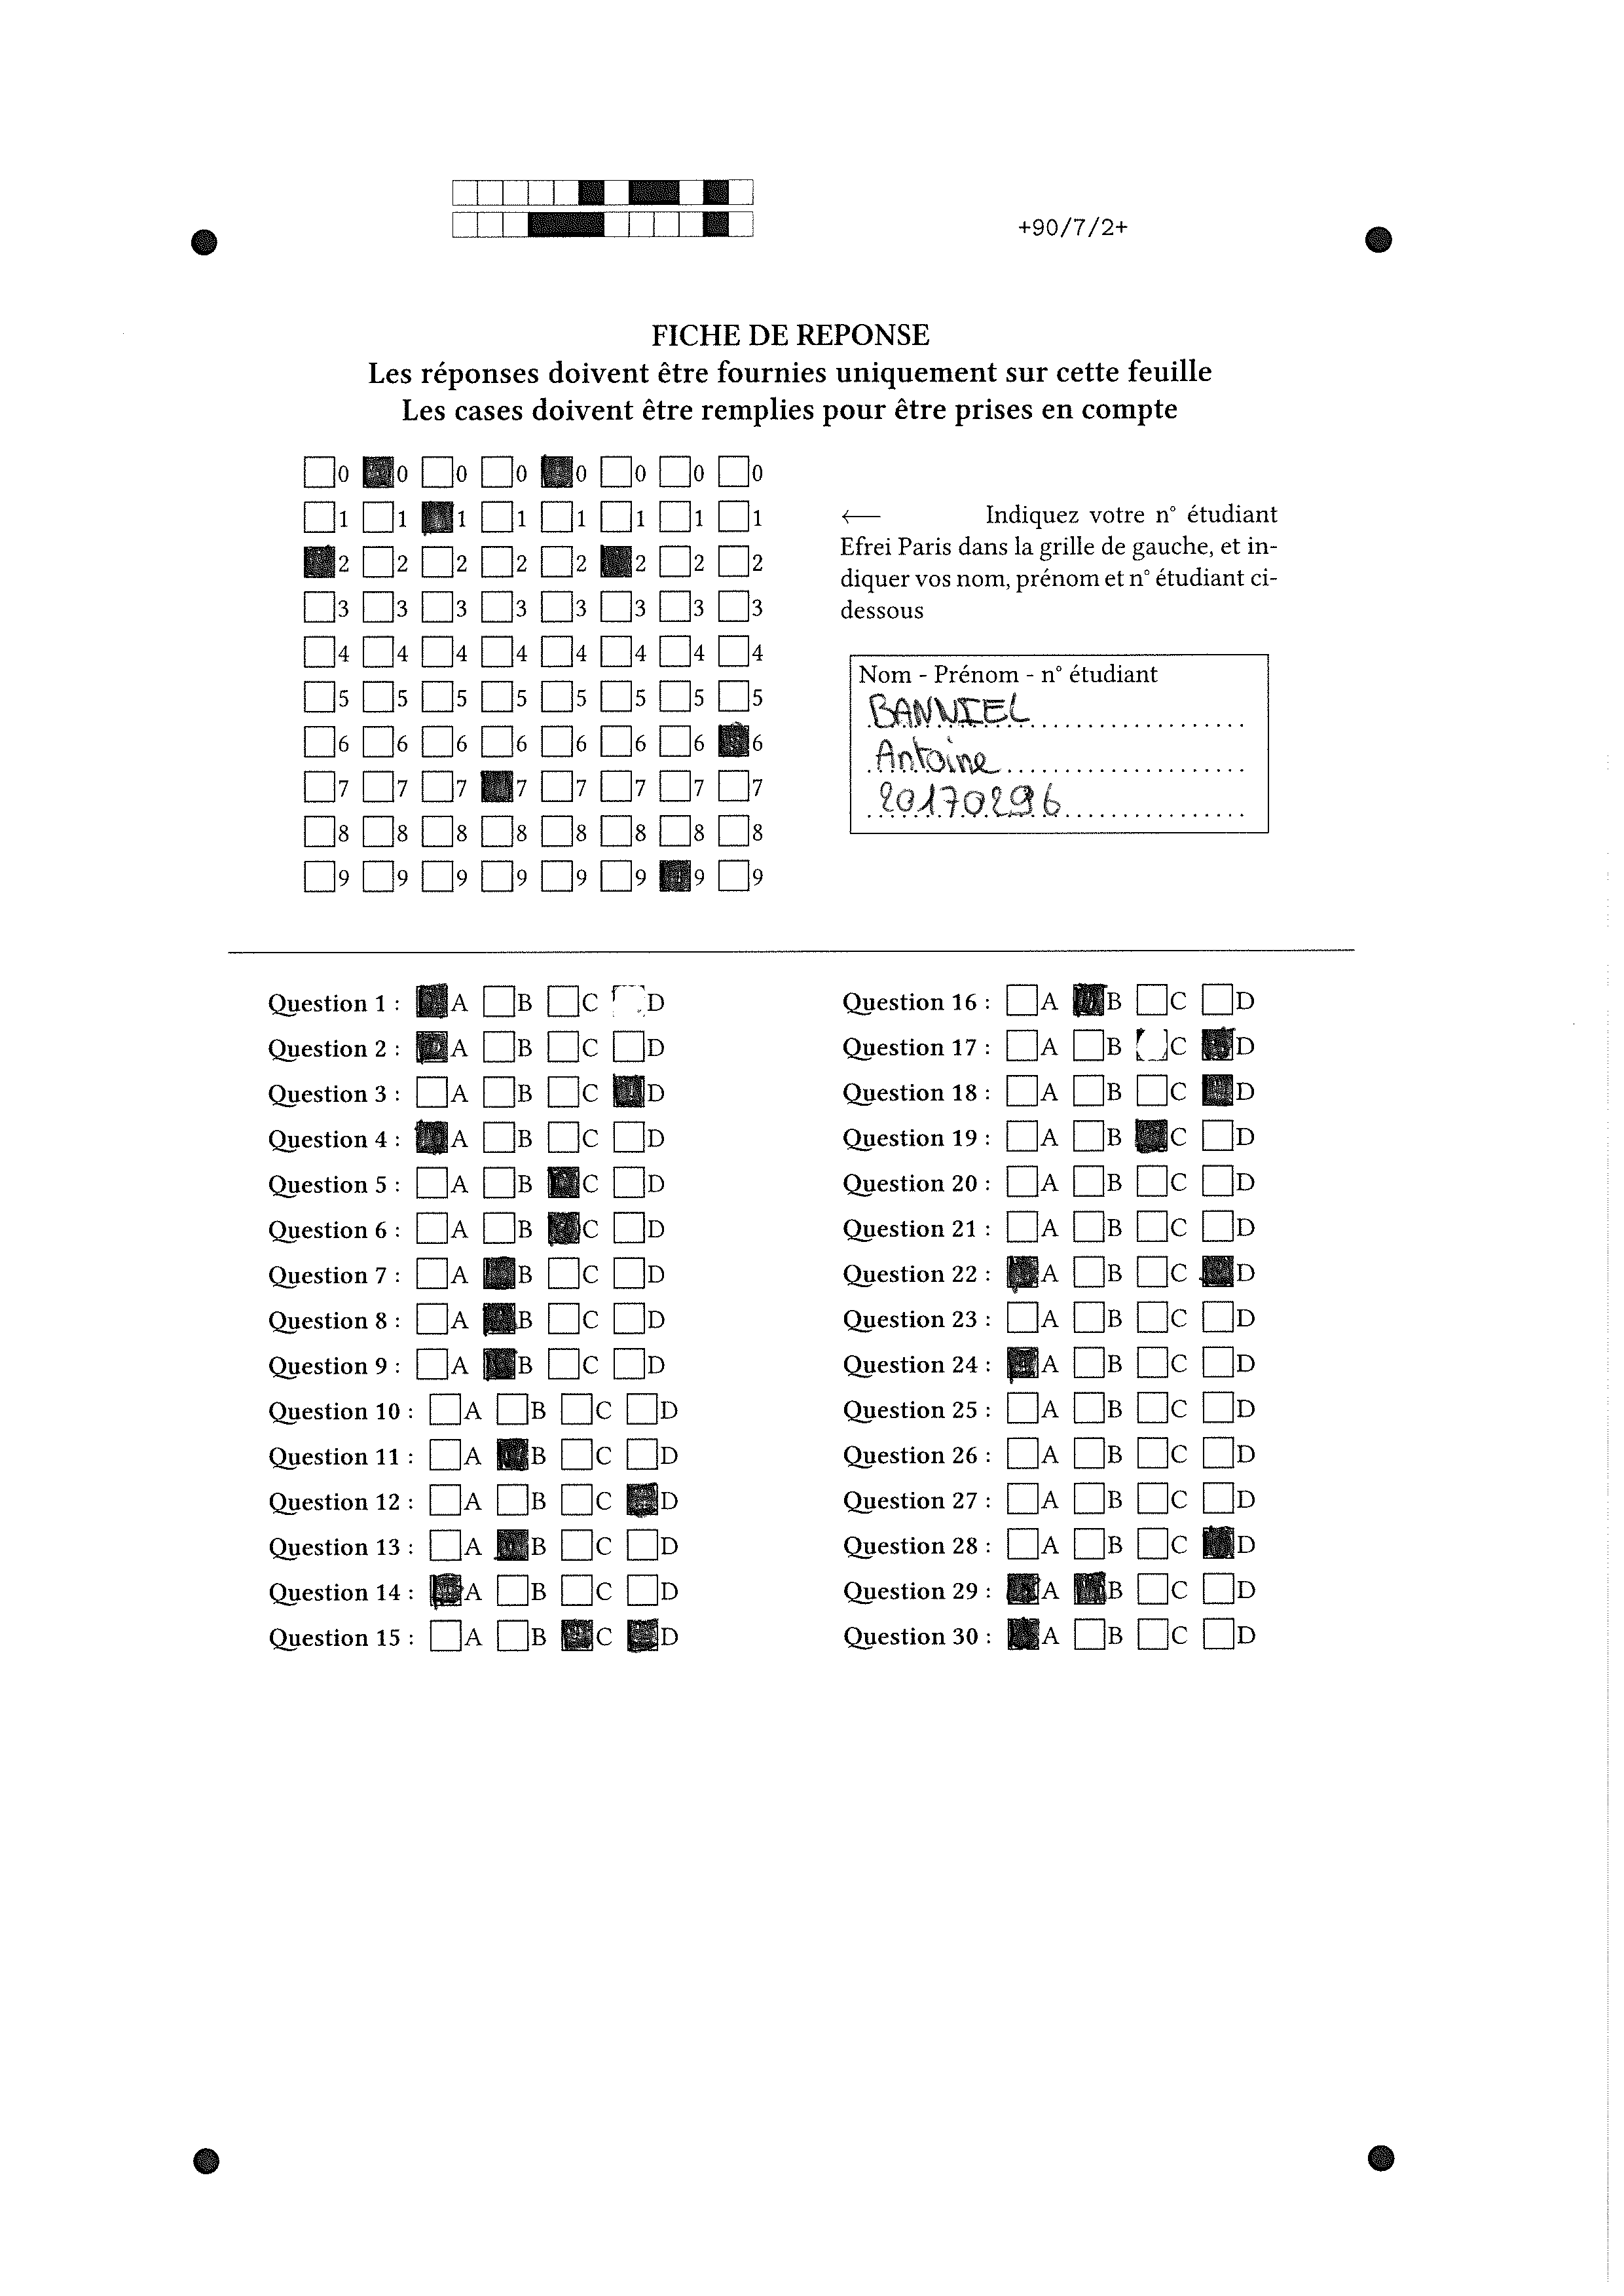 +90/7/2+
FICHE DE REPONSE
Les réponses doivent être fournies uniquement sur cette feuille
Les cases doivent être remplies pour être prises en compte
0 0 0 0 0 0 0 0
1 1 1 1 1 1 1 1
2 2 2 2 2 2 2 2
3 3 3 3 3 3 3 3
4 4 4 4 4 4 4 4
5 5 5 5 5 5 5 5
6 6 6 6 6 6 6 6
7 7 7 7 7 7 7 7
8 8 8 8 8 8 8 8
9 9 9 9 9 9 9 9
← Indiquez votre n° étudiant
Efrei Paris dans la grille de gauche, et in-
diquer vos nom, prénom et n° étudiant ci-
dessous
Nom - Prénom - n° étudiant
BANNIEL
Antoine
20170296
Question 1 : A B C D
Question 2 : A B C D
Question 3 : A B C D
Question 4 : A B C D
Question 5 : A B C D
Question 6 : A B C D
Question 7 : A B C D
Question 8 : A B C D
Question 9 : A B C D
Question 10 : A B C D
Question 11 : A B C D
Question 12 : A B C D
Question 13 : A B C D
Question 14 : A B C D
Question 15 : A B C D
Question 16 : A B C D
Question 17 : A B C D
Question 18 : A B C D
Question 19 : A B C D
Question 20 : A B C D
Question 21 : A B C D
Question 22 : A B C D
Question 23 : A B C D
Question 24 : A B C D
Question 25 : A B C D
Question 26 : A B C D
Question 27 : A B C D
Question 28 : A B C D
Question 29 : A B C D
Question 30 : A B C D